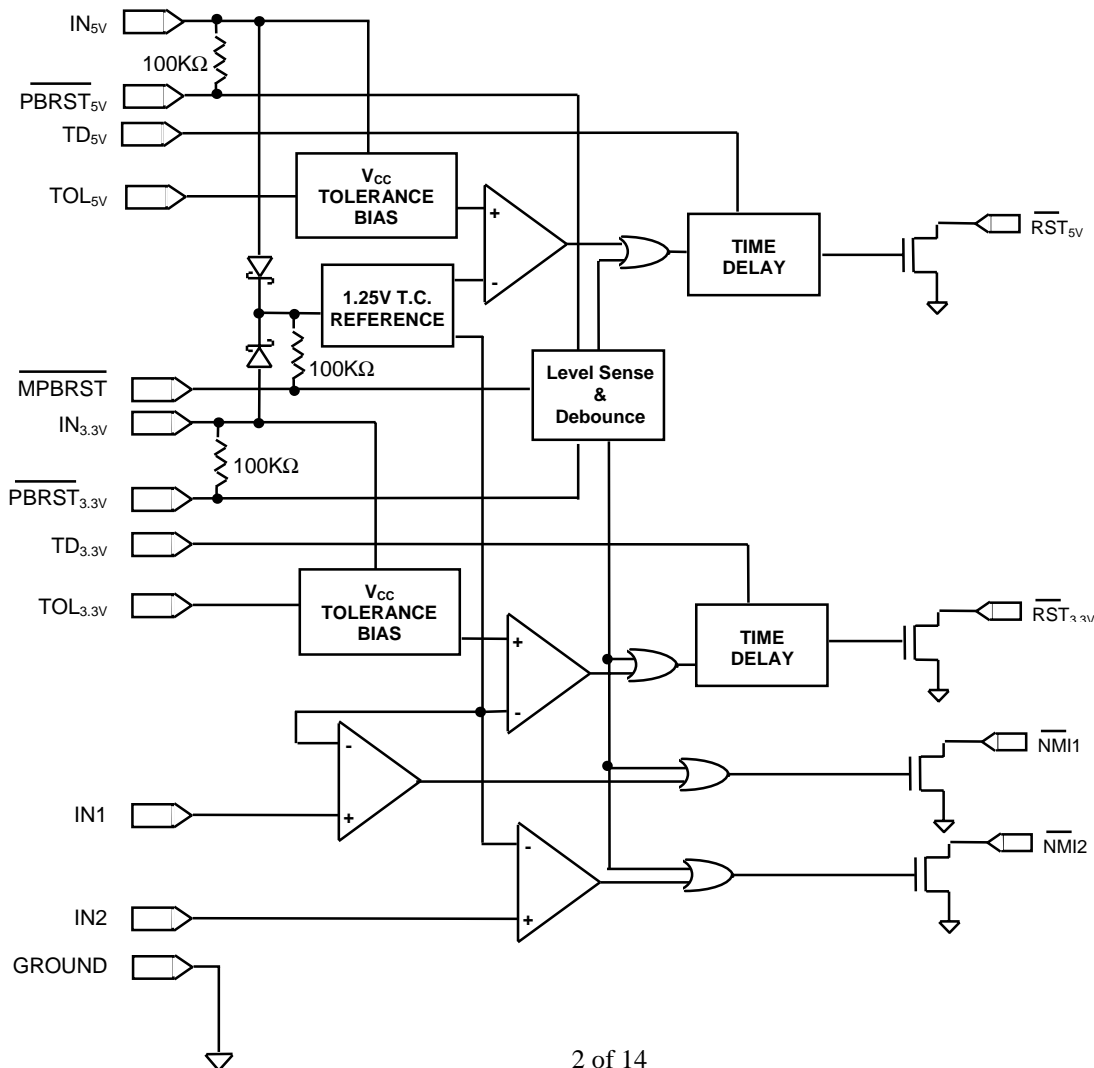 IN5V
100KΩ
PBRST5V
TD5V
TOL5V
VCC
TOLERANCE
BIAS
+
-
TIME
DELAY
RST5V
1.25V T.C.
REFERENCE
100KΩ
MPBRST
Level Sense
&
Debounce
IN3.3V
100KΩ
PBRST3.3V
TD3.3V
TOL3.3V
VCC
TOLERANCE
BIAS
+
-
TIME
DELAY
RST3.3V
-
+
NMI1
IN1
-
+
NMI2
IN2
GROUND
2 of 14